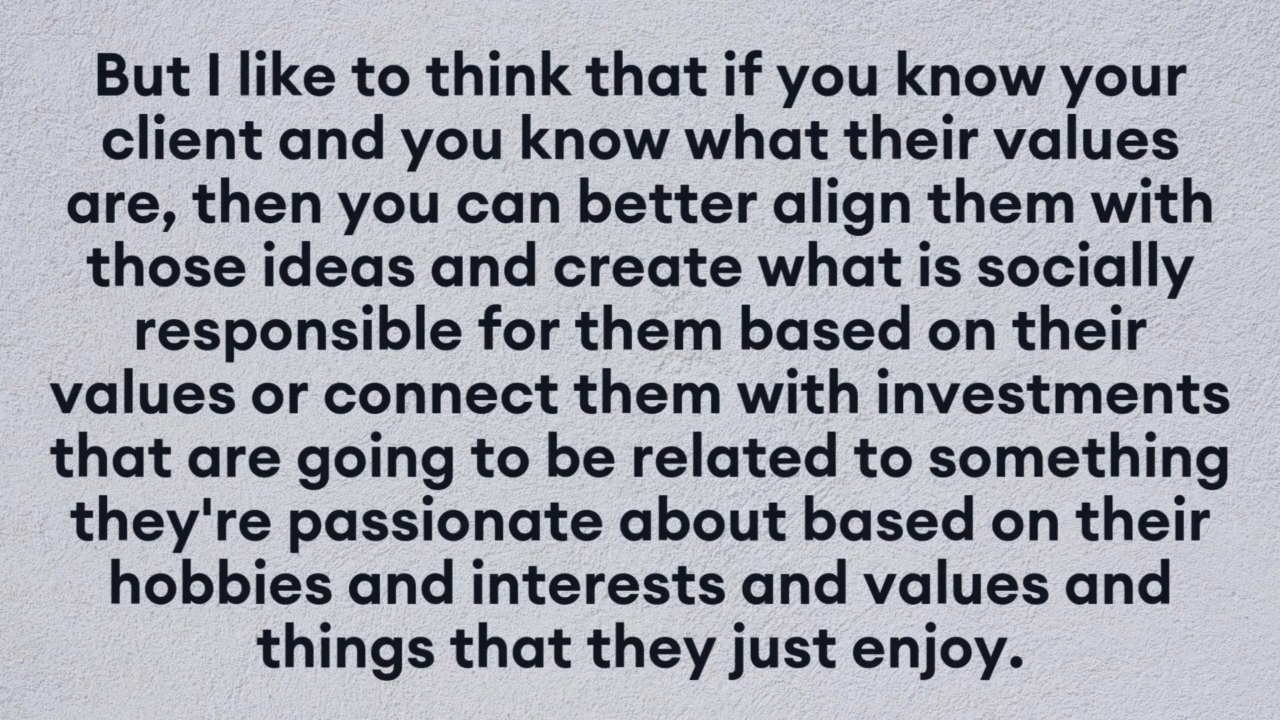 But I like to think that if you know your
client and you know what their values
are, then you can better align them with
those ideas and create what is socially
responsible for them based on their
values or connect them with investments
that are going to be related to something
they're passionate about based on their
hobbies and interests and values and
things that they just enjoy.